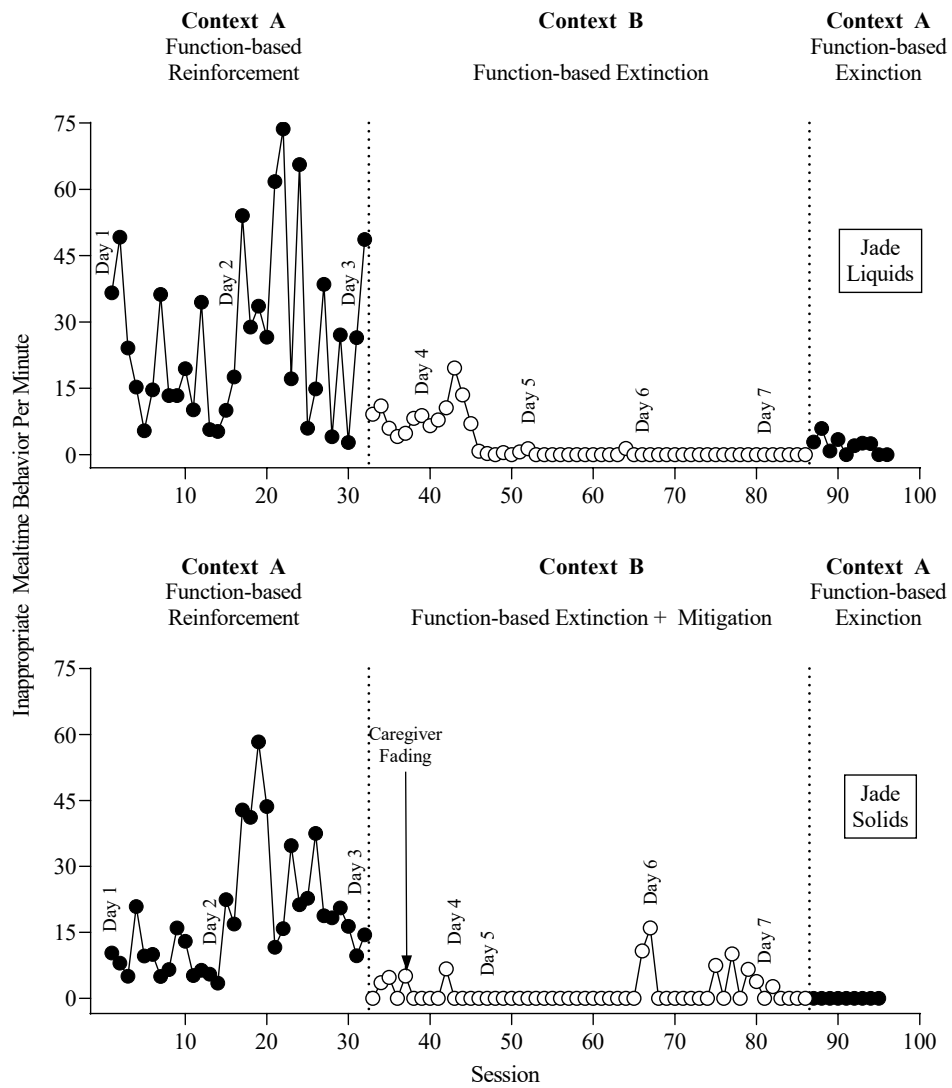 Context A
Function-based
Reinforcement
Context B
Function-based Extinction
Context A
Function-based
Exinction
Inappropriate Mealtime Behavior Per Minute
75
60
45
30
15
0
Day 1
Day 2
Day 3
Day 4
Day 5
Day 6
Day 7
Jade
Liquids
10 20 30 40 50 60 70 80 90 100
Context A
Function-based
Reinforcement
Context B
Function-based Extinction + Mitigation
Context A
Function-based
Exinction
75
60
45
30
15
0
Day 1
Day 2
Day 3
Caregiver
Fading
Day 4
Day 5
Day 6
Day 7
Jade
Solids
10 20 30 40 50 60 70 80 90 100
Session